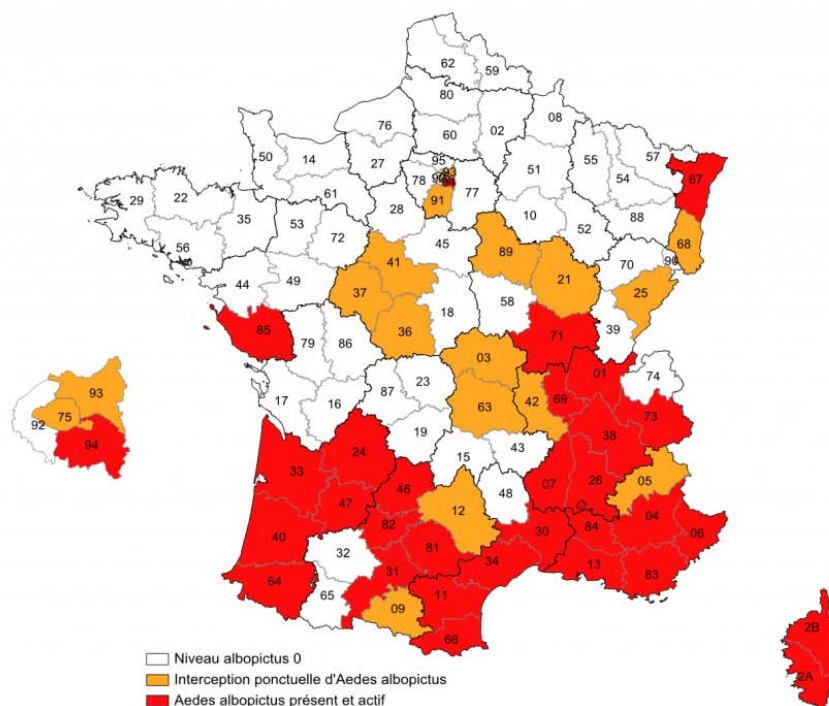 62 59
80
76 60 02 08
50 14 27 95 51 55 57
93
78 77 54 67
29 22 61 91 88
35 53 28 10 52 68
56 72 45 89 70
41 21
44 49 37 18 58 25
85 36 71 39
79 86 03
93 01 74
75 17 16 87 23 63 42 69 73
92
94 19 38
24 15 43
33 46 48 07 26 05
47 12 04
40 82 30 84 06
32 81 34
64 31 13 83
65 09 11
66
2B
2A
Niveau albopictus 0
Interception ponctuelle d'Aedes albopictus
Aedes albopictus présent et actif